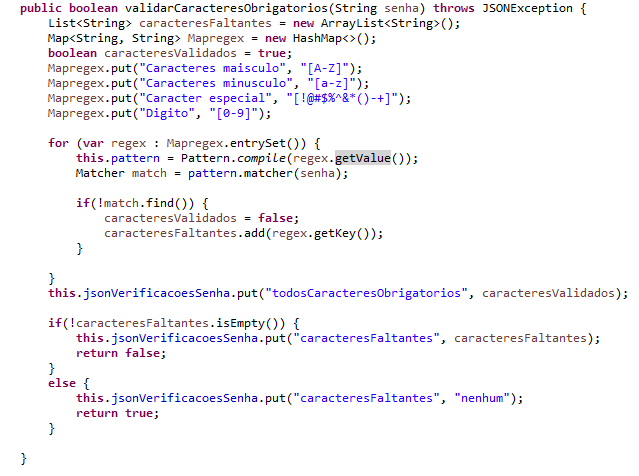 public boolean validarCaracteresObrigatorios(String senha) throws JSONException {
List<String> caracteresFaltantes = new ArrayList<String>();
Map<String, String> Mapregex = new HashMap<>();
boolean caracteresValidados = true;
Mapregex.put("Caracteres maisculo", "[A-Z]");
Mapregex.put("Caracteres minusculo", "[a-z]");
Mapregex.put("Caracter especial", "[!@#$%^&*()-+]");
Mapregex.put("Digito", "[0-9]");
for (var regex : Mapregex.entrySet()) {
this.pattern = Pattern.compile(regex.getValue());
Matcher match = pattern.matcher(senha);
if(!match.find()) {
caracteresValidados = false;
caracteresFaltantes.add(regex.getKey());
}
}
this.jsonVerificacoesSenha.put("todosCaracteresObrigatorios", caracteresValidados);
if(!caracteresFaltantes.isEmpty()) {
this.jsonVerificacoesSenha.put("caracteresFaltantes", caracteresFaltantes);
return false;
}
else {
this.jsonVerificacoesSenha.put("caracteresFaltantes", "nenhum");
return true;
}
}